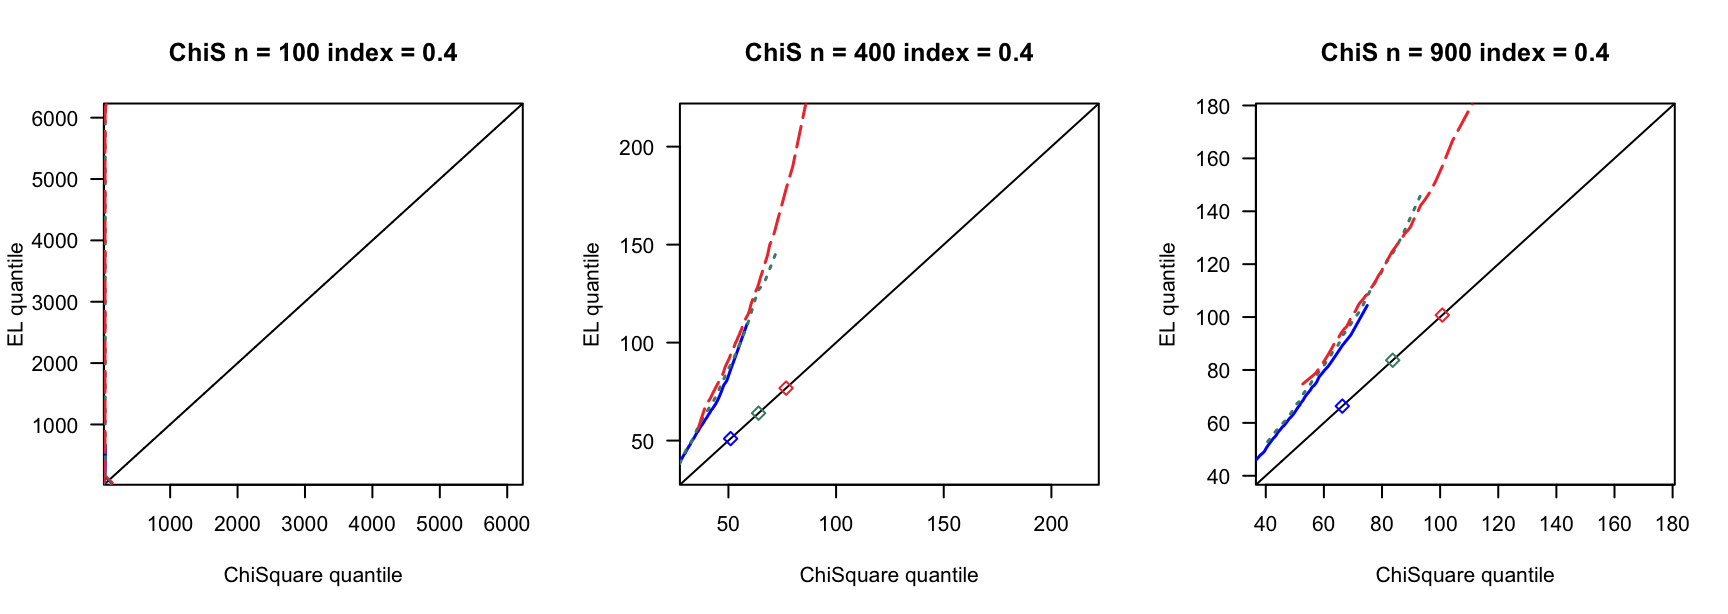 ChiS n = 100 index = 0.4
EL quantile
6000
5000
4000
3000
2000
1000
1000 2000 3000 4000 5000 6000
ChiSquare quantile
ChiS n = 400 index = 0.4
EL quantile
200
150
100
50
50 100 150 200
ChiSquare quantile
ChiS n = 900 index = 0.4
EL quantile
180
160
140
120
100
80
60
40
40 60 80 100 120 140 160 180
ChiSquare quantile